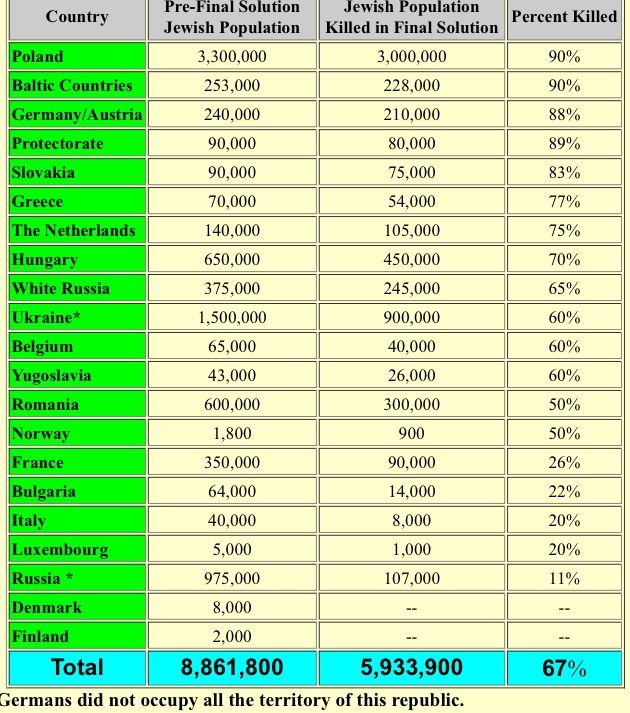 Country Pre-Final Solution Jewish Population Jewish Population Killed in Final Solution Percent Killed
Poland 3,300,000 3,000,000 90%
Baltic Countries 253,000 228,000 90%
Germany/Austria 240,000 210,000 88%
Protectorate 90,000 80,000 89%
Slovakia 90,000 75,000 83%
Greece 70,000 54,000 77%
The Netherlands 140,000 105,000 75%
Hungary 650,000 450,000 70%
White Russia 375,000 245,000 65%
Ukraine* 1,500,000 900,000 60%
Belgium 65,000 40,000 60%
Yugoslavia 43,000 26,000 60%
Romania 600,000 300,000 50%
Norway 1,800 900 50%
France 350,000 90,000 26%
Bulgaria 64,000 14,000 22%
Italy 40,000 8,000 20%
Luxembourg 5,000 1,000 20%
Russia * 975,000 107,000 11%
Denmark 8,000 -- --
Finland 2,000 -- --
Total 8,861,800 5,933,900 67%
Germans did not occupy all the territory of this republic.